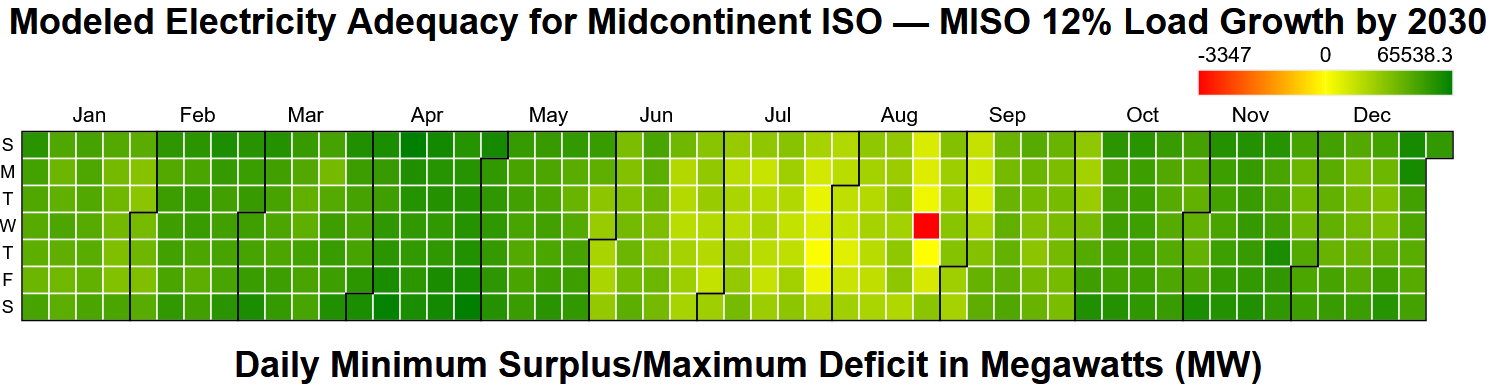 Modeled Electricity Adequacy for Midcontinent ISO — MISO 12% Load Growth by 2030
-3347 0 65538.3
Jan Feb Mar Apr May Jun Jul Aug Sep Oct Nov Dec
S
M
T
W
T
F
S
Daily Minimum Surplus/Maximum Deficit in Megawatts (MW)